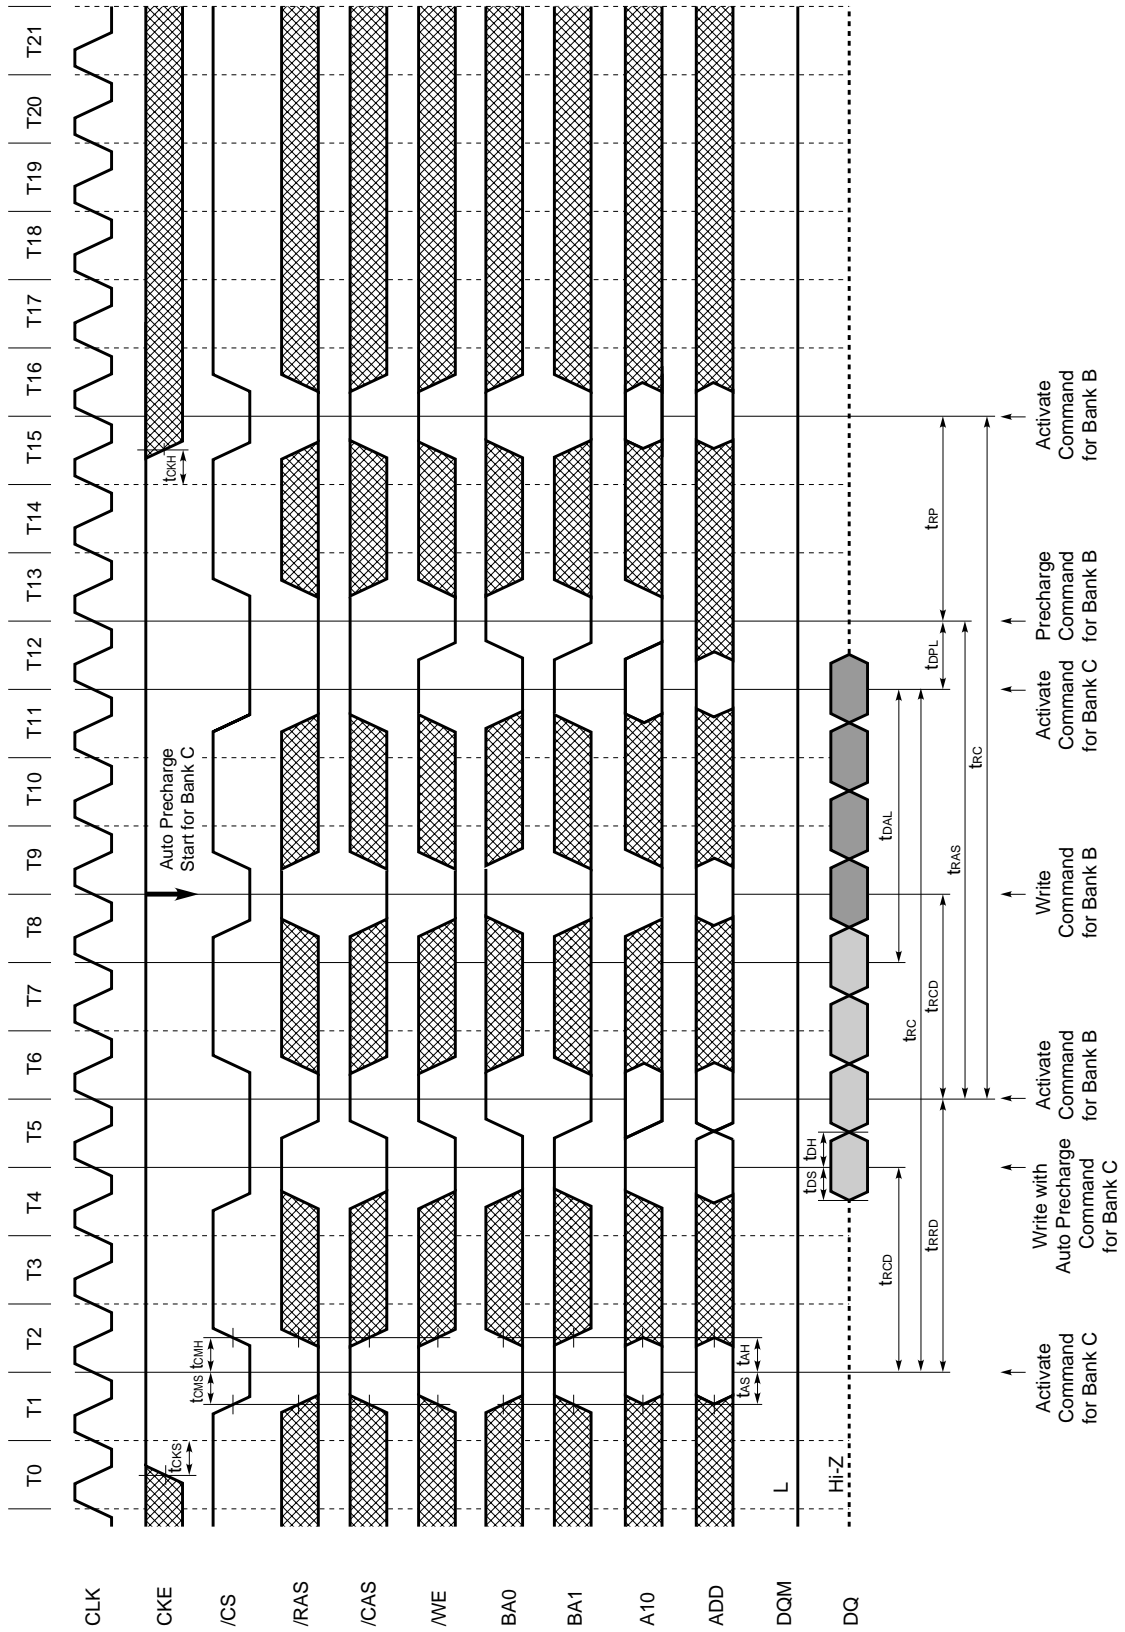 T0 T1 T2 T3 T4 T5 T6 T7 T8 T9 T10 T11 T12 T13 T14 T15 T16 T17 T18 T19 T20 T21
CLK
CKE
tCKS
Auto Precharge
Start for Bank C
tCKH
/CS
tCMS tCMH
/RAS
/CAS
/WE
BA0
BA1
A10
ADD
tAS tAH
DQM
L
DQ
Hi-Z
tDS tDH
tRCD
tDAL
tRC
tRRD
tRCD
tDPL
tRP
tRAS
tRC
Activate
Command
for Bank C
Write with
Auto Precharge
Command
for Bank C
Activate
Command
for Bank B
Write
Command
for Bank B
Activate
Command
for Bank C
Precharge
Command
for Bank B
Activate
Command
for Bank B